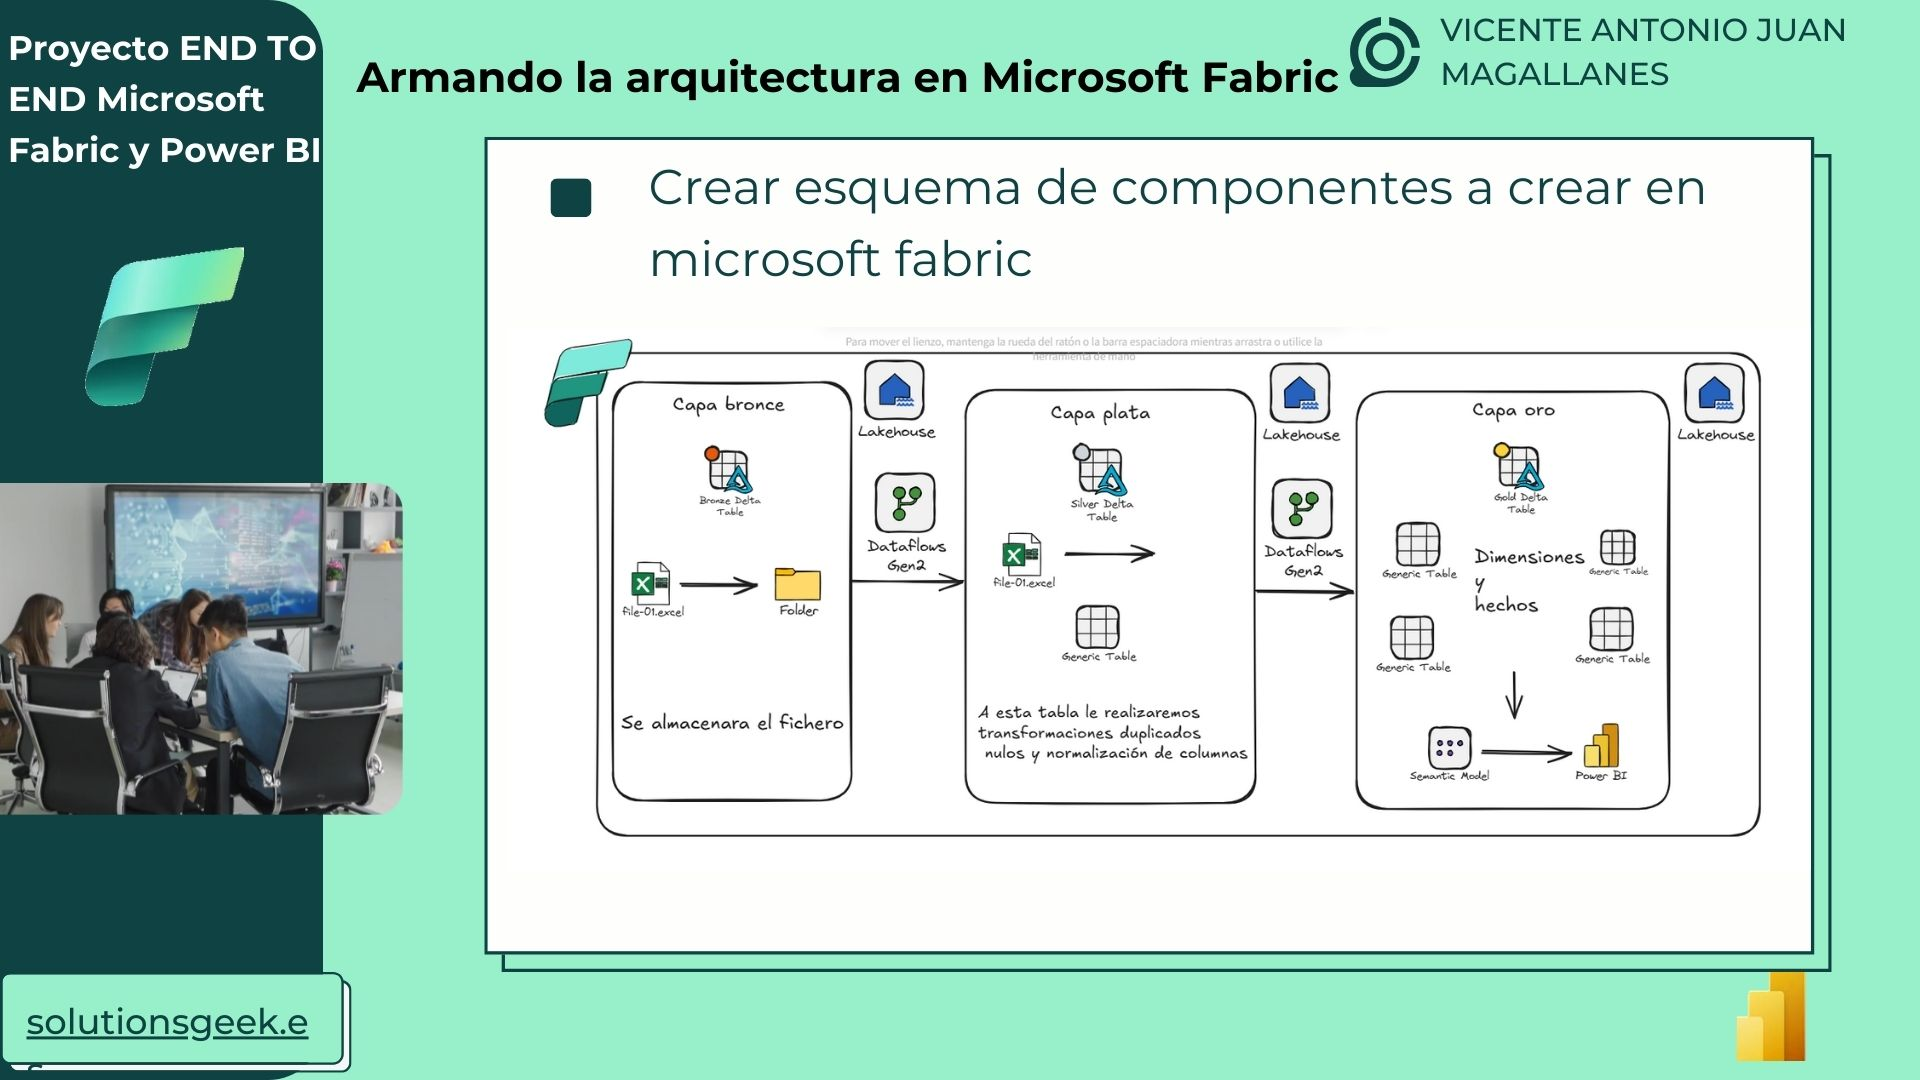 Proyecto END TO
END Microsoft
Fabric y Power BI
Armando la arquitectura en Microsoft Fabric
VICENTE ANTONIO JUAN
MAGALLANES
Crear esquema de componentes a crear en
microsoft fabric
Para mover el lienzo, mantenga la rueda del ratón o la barra espaciadora mientras arrastra o utilice la
herramienta de mano
Capa bronce
Bronze Delta
Table
file-01.excel
Folder
Se almacenara el fichero
Lakehouse
Dataflows
Gen2
Capa plata
Silver Delta
Table
file-01.excel
Generic Table
A esta tabla le realizaremos
transformaciones duplicados
nulos y normalización de columnas
Lakehouse
Dataflows
Gen2
Capa oro
Gold Delta
Table
Generic Table
Dimensiones
y
hechos
Generic Table
Generic Table
Generic Table
Semantic Model
Power BI
Lakehouse
solutionsgeek.e
s